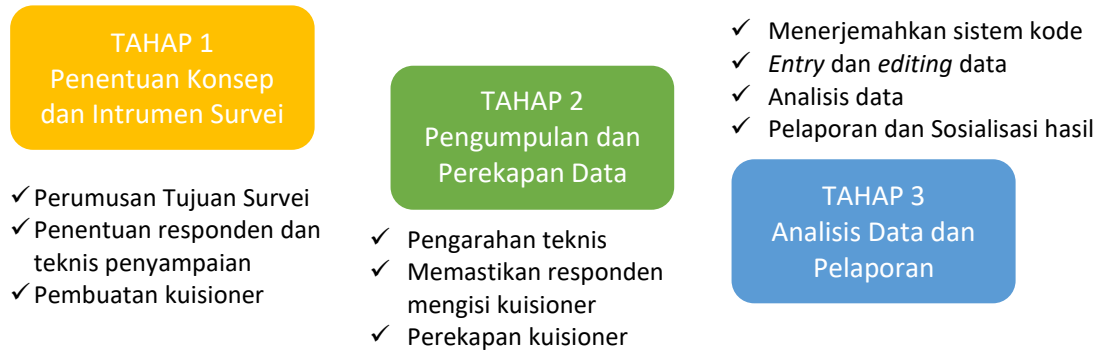 TAHAP 1
Penentuan Konsep
dan Intrumen Survei
✓ Perumusan Tujuan Survei
✓ Penentuan responden dan
teknis penyampaian
✓ Pembuatan kuisioner
TAHAP 2
Pengumpulan dan
Perekapan Data
✓ Pengarahan teknis
✓ Memastikan responden
mengisi kuisioner
✓ Perekapan kuisioner
✓ Menerjemahkan sistem kode
✓ Entry dan editing data
✓ Analisis data
✓ Pelaporan dan Sosialisasi hasil
TAHAP 3
Analisis Data dan
Pelaporan